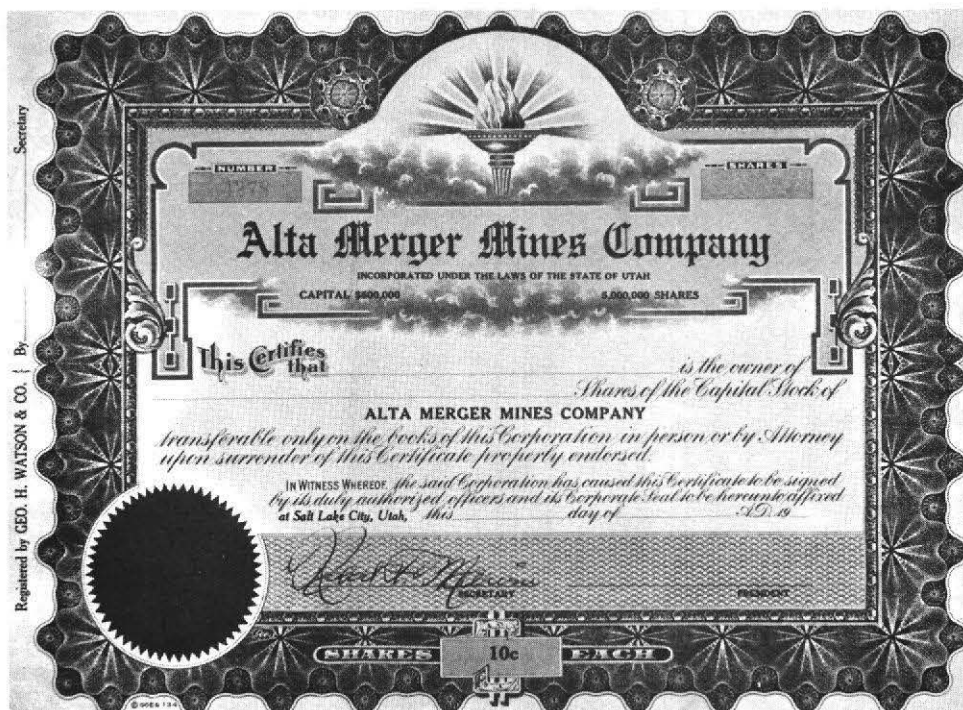 NUMBER
SHARES
Alta Merger Mines Company
INCORPORATED UNDER THE LAWS OF THE STATE OF UTAH
CAPITAL $600,000 6,000,000 SHARES
This Certifies that is the owner of
Shares of the Capital Stock of
ALTA MERGER MINES COMPANY
transferable only on the books of this Corporation in person or by Attorney
upon surrender of this Certificate properly endorsed.
IN WITNESS WHEREOF, the said Corporation has caused this Certificate to be signed
by its duly authorized officers and its Corporate Seal to be hereunto affixed
at Salt Lake City, Utah, this day of A.D. 19
SECRETARY
PRESIDENT
SHARES 10c EACH
Registered by GEO. H. WATSON & CO. { By Secretary